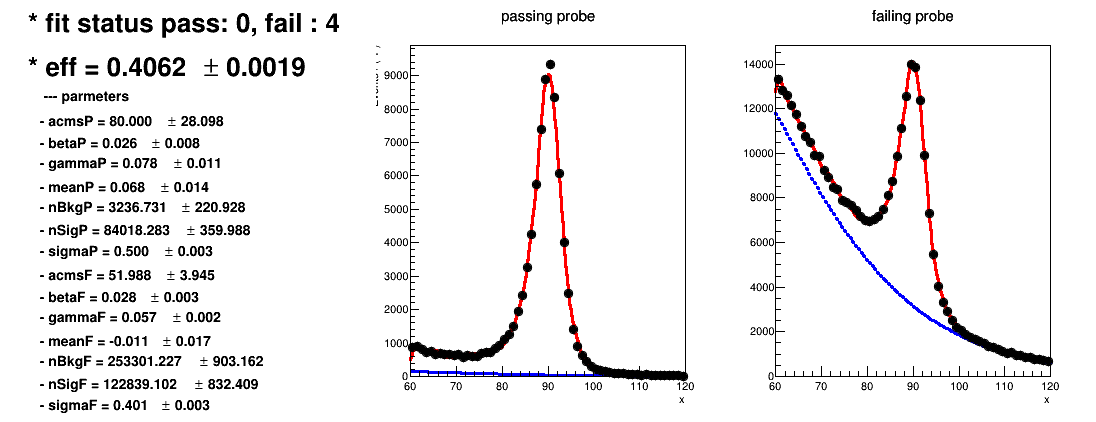 * fit status pass: 0, fail : 4
* eff = 0.4062 ± 0.0019
--- parmeters
- acmsP = 80.000 ± 28.098
- betaP = 0.026 ± 0.008
- gammaP = 0.078 ± 0.011
- meanP = 0.068 ± 0.014
- nBkgP = 3236.731 ± 220.928
- nSigP = 84018.283 ± 359.988
- sigmaP = 0.500 ± 0.003
- acmsF = 51.988 ± 3.945
- betaF = 0.028 ± 0.003
- gammaF = 0.057 ± 0.002
- meanF = -0.011 ± 0.017
- nBkgF = 253301.227 ± 903.162
- nSigF = 122839.102 ± 832.409
- sigmaF = 0.401 ± 0.003
passing probe
9000
8000
7000
6000
5000
4000
3000
2000
1000
0
60 70 80 90 100 110 120
x
failing probe
14000
12000
10000
8000
6000
4000
2000
0
60 70 80 90 100 110 120
x